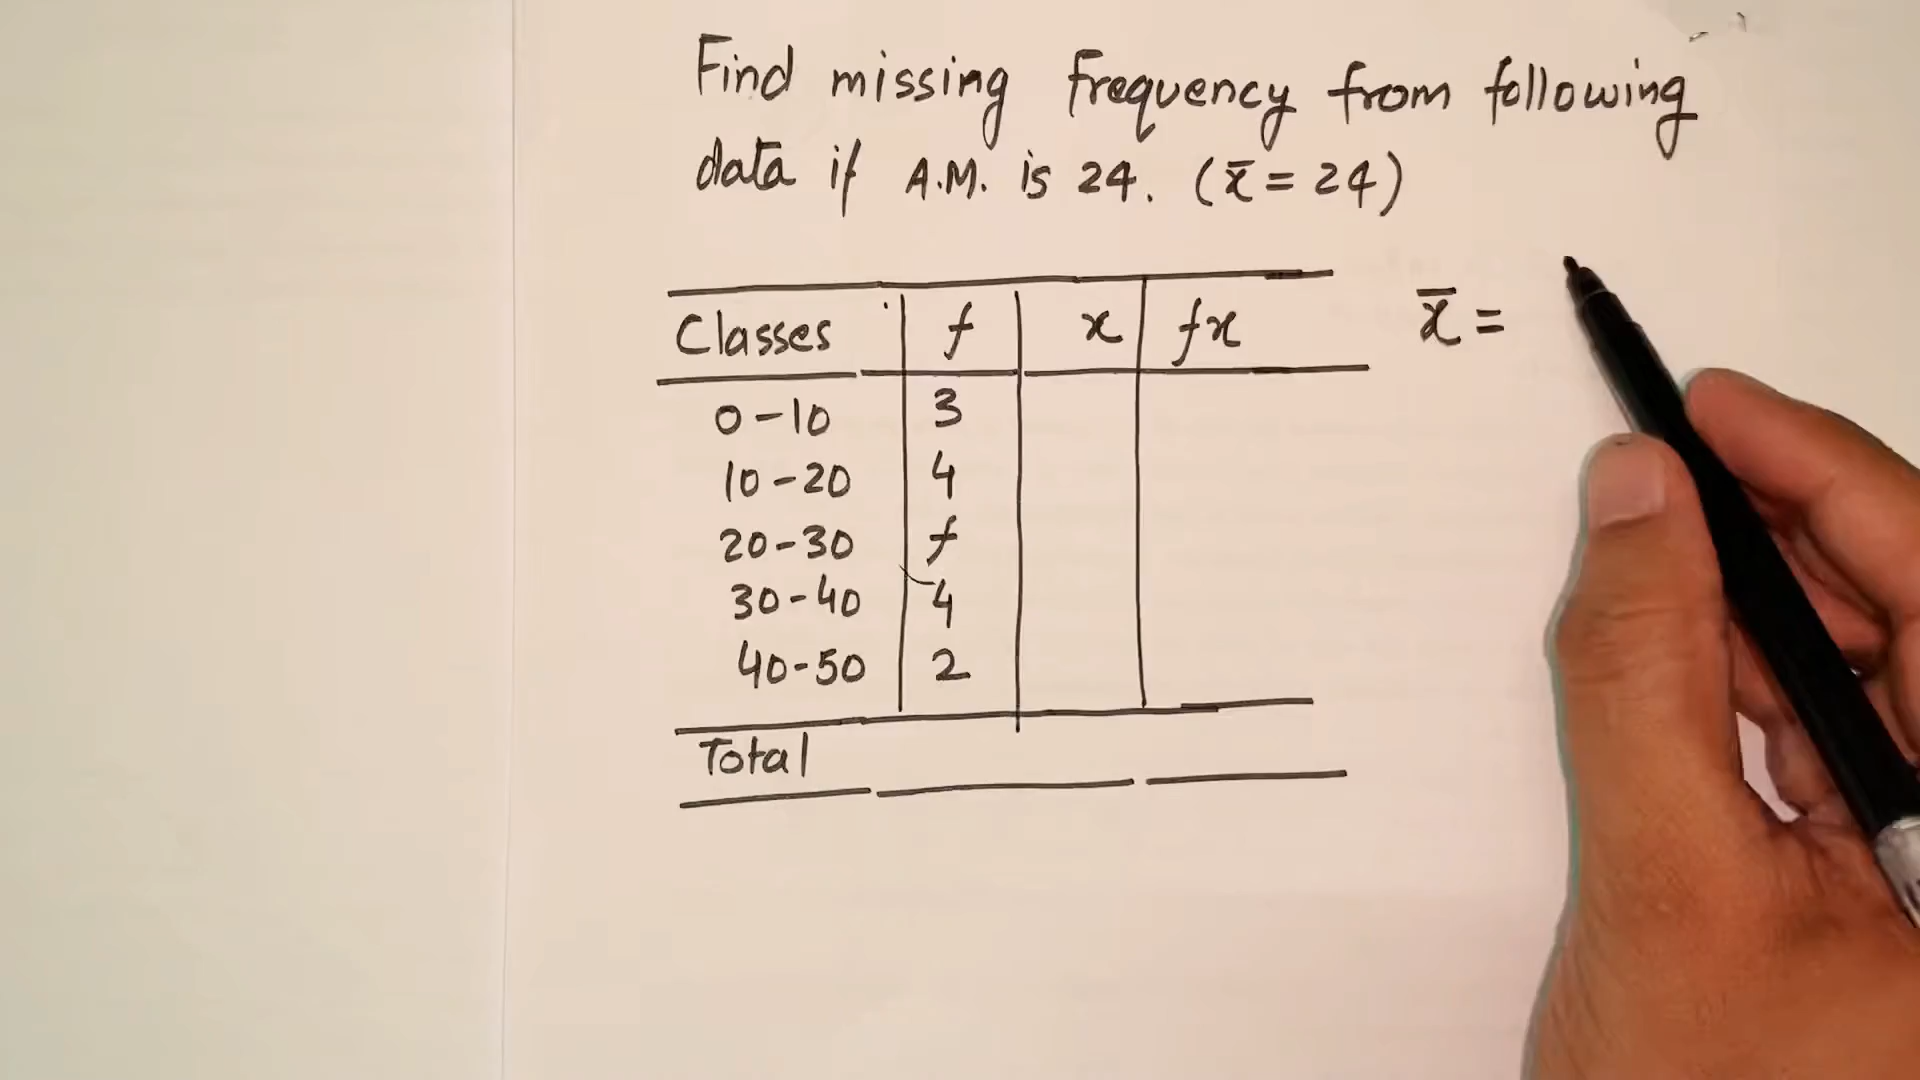 Find missing frequency from following
data if A.M. is 24. (x̄ = 24)
Classes f x fx
x̄ =
0-10 3
10-20 4
20-30 f
30-40 4
40-50 2
Total